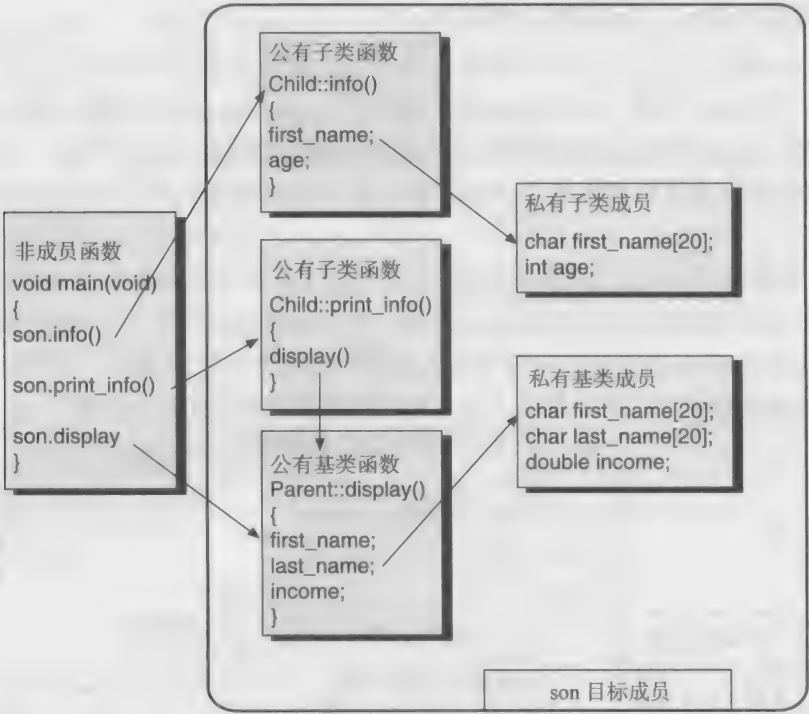 公有子类函数
Child::info()
{
first_name;
age;
}
私有子类成员
char first_name[20];
int age;
非成员函数
void main(void)
{
son.info()
son.print_info()
son.display
}
公有子类函数
Child::print_info()
{
display()
}
私有基类成员
char first_name[20];
char last_name[20];
double income;
公有基类函数
Parent::display()
{
first_name;
last_name;
income;
}
son 目标成员